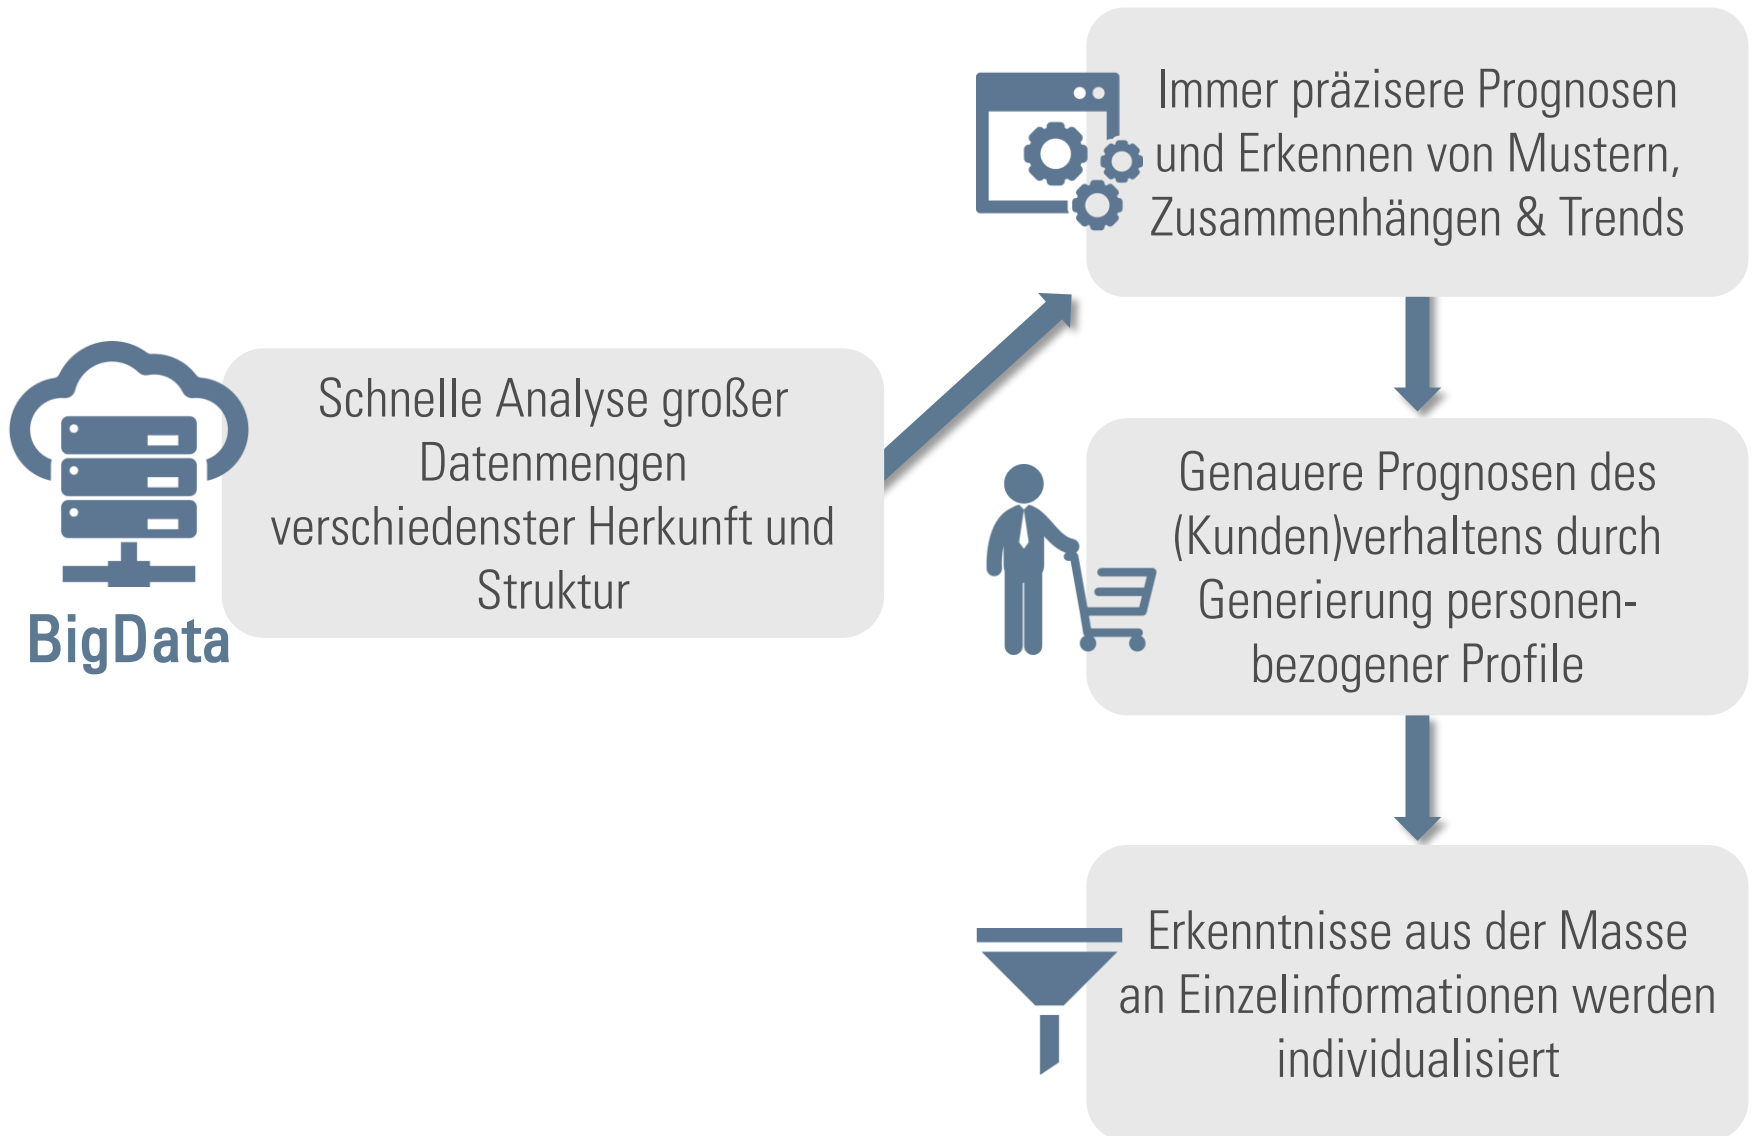 BigData
Schnelle Analyse großer
Datenmengen
verschiedenster Herkunft und
Struktur
Immer präzisere Prognosen
und Erkennen von Mustern,
Zusammenhängen & Trends
Genauere Prognosen des
(Kunden)verhaltens durch
Generierung personen-
bezogener Profile
Erkenntnisse aus der Masse
an Einzelinformationen werden
individualisiert